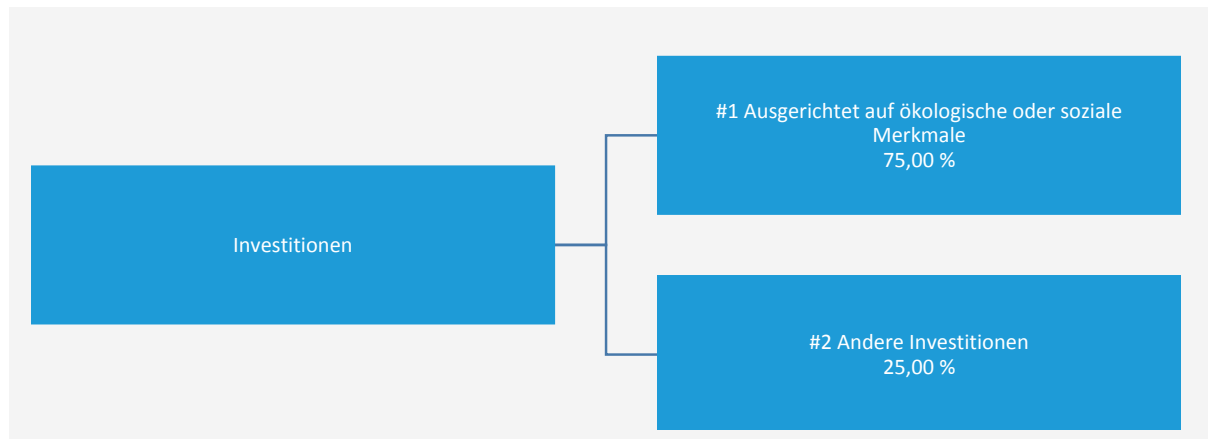 Investitionen
#1 Ausgerichtet auf ökologische oder soziale
Merkmale
75,00 %
#2 Andere Investitionen
25,00 %